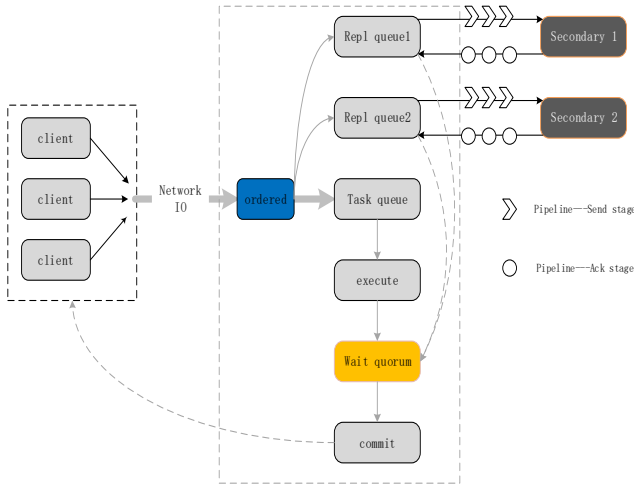 Repl queue1
Secondary 1
Repl queue2
Secondary 2
client
client
client
Network
IO
ordered
Task queue
Pipeline——Send stage
execute
Pipeline——Ack stage
Wait quorum
commit